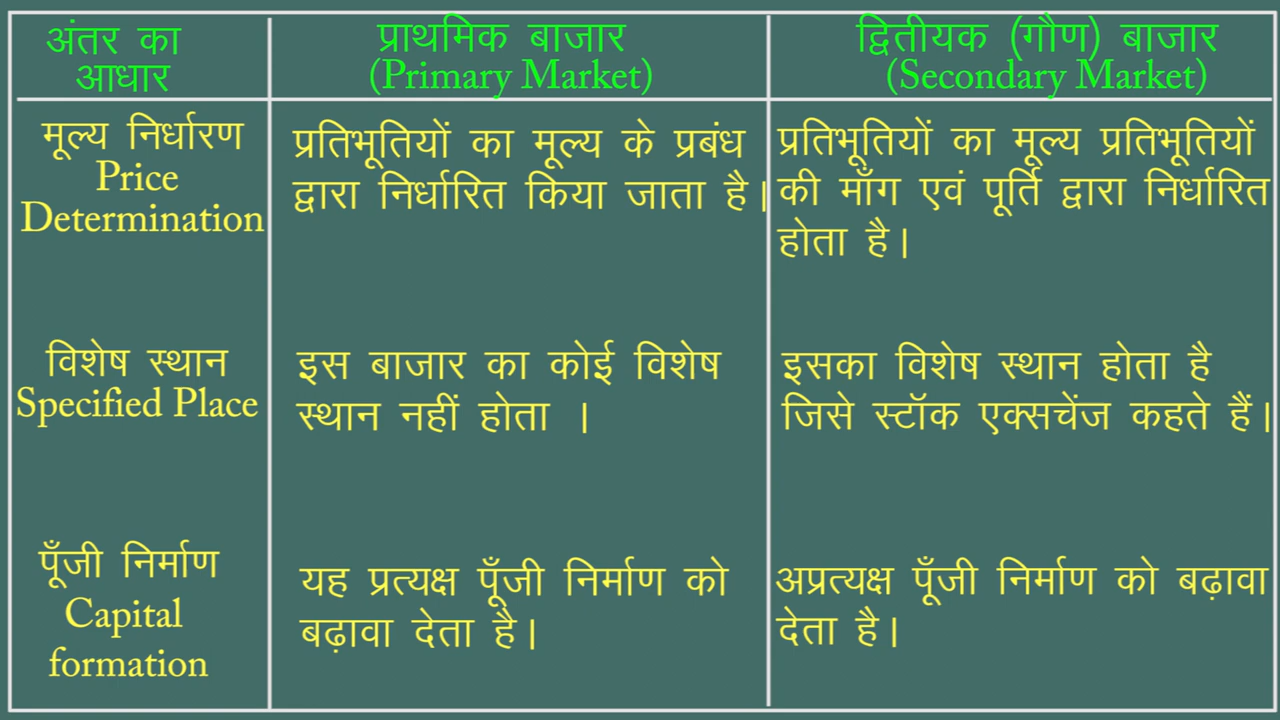 अंतर का
आधार
प्राथमिक बाजार
(Primary Market)
द्वितीयक (गौण) बाजार
(Secondary Market)
मूल्य निर्धारण
Price
Determination
प्रतिभूतियों का मूल्य के प्रबंध
द्वारा निर्धारित किया जाता है।
प्रतिभूतियों का मूल्य प्रतिभूतियों
की माँग एवं पूर्ति द्वारा निर्धारित
होता है।
विशेष स्थान
Specified Place
इस बाजार का कोई विशेष
स्थान नहीं होता ।
इसका विशेष स्थान होता है
जिसे स्टॉक एक्सचेंज कहते हैं।
पूँजी निर्माण
Capital
formation
यह प्रत्यक्ष पूँजी निर्माण को
बढ़ावा देता है।
अप्रत्यक्ष पूँजी निर्माण को बढ़ावा
देता है।